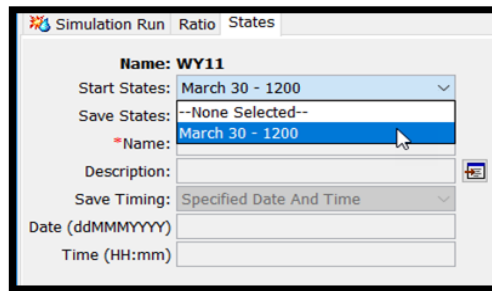 Simulation Run Ratio States
Name: WY11
Start States: March 30 - 1200
Save States: --None Selected--
March 30 - 1200
*Name:
Description:
Save Timing: Specified Date And Time
Date (ddMMMYYYY)
Time (HH:mm)